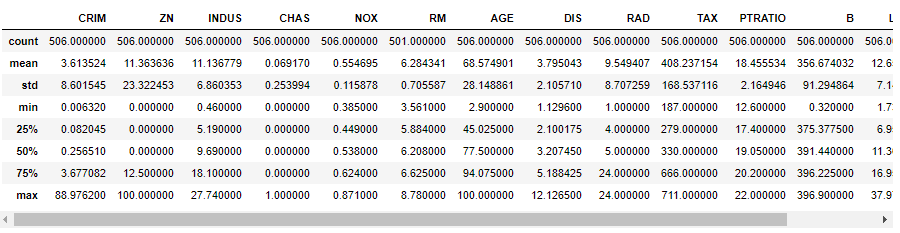 CRIM ZN INDUS CHAS NOX RM AGE DIS RAD TAX PTRATIO B L
count 506.000000 506.000000 506.000000 506.000000 506.000000 501.000000 506.000000 506.000000 506.000000 506.000000 506.000000 506.000000 506.0
mean 3.613524 11.363636 11.136779 0.069170 0.554695 6.284341 68.574901 3.795043 9.549407 408.237154 18.455534 356.674032 12.6
std 8.601545 23.322453 6.860353 0.253994 0.115878 0.705587 28.148861 2.105710 8.707259 168.537116 2.164946 91.294864 7.1
min 0.006320 0.000000 0.460000 0.000000 0.385000 3.561000 2.900000 1.129600 1.000000 187.000000 12.600000 0.320000 1.7
25% 0.082045 0.000000 5.190000 0.000000 0.449000 5.884000 45.025000 2.100175 4.000000 279.000000 17.400000 375.377500 6.9
50% 0.256510 0.000000 9.690000 0.000000 0.538000 6.208000 77.500000 3.207450 5.000000 330.000000 19.050000 391.440000 11.3
75% 3.677082 12.500000 18.100000 0.000000 0.624000 6.625000 94.075000 5.188425 24.000000 666.000000 20.200000 396.225000 16.9
max 88.976200 100.000000 27.740000 1.000000 0.871000 8.780000 100.000000 12.126500 24.000000 711.000000 22.000000 396.900000 37.9